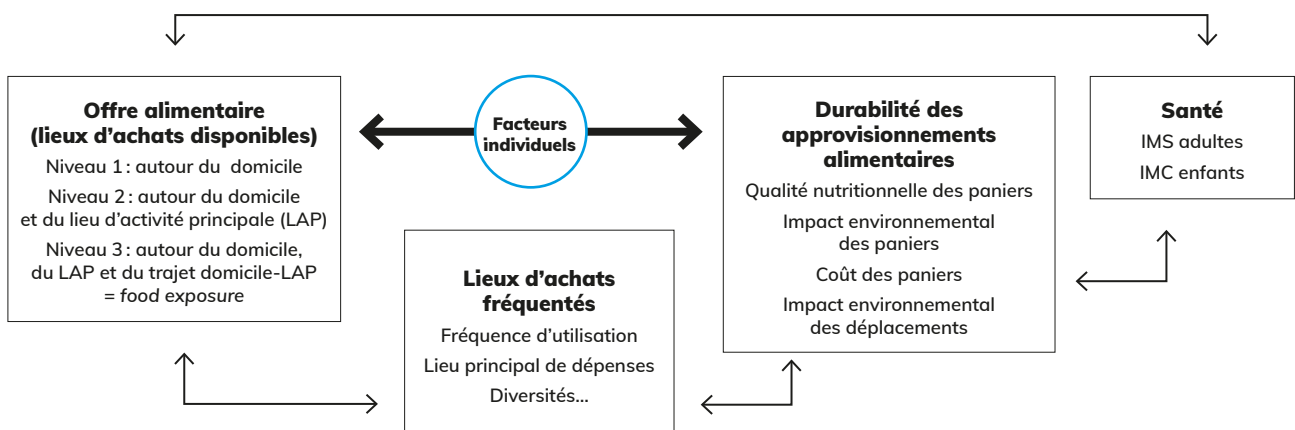 Offre alimentaire
(lieux d'achats disponibles)
Niveau 1 : autour du domicile
Niveau 2 : autour du domicile
et du lieu d'activité principale (LAP)
Niveau 3 : autour du domicile,
du LAP et du trajet domicile-LAP
= food exposure
Facteurs
individuels
Lieux d'achats
fréquentés
Fréquence d'utilisation
Lieu principal de dépenses
Diversités...
Durabilité des
approvisionnements
alimentaires
Qualité nutritionnelle des paniers
Impact environnemental
des paniers
Coût des paniers
Impact environnemental
des déplacements
Santé
IMS adultes
IMC enfants